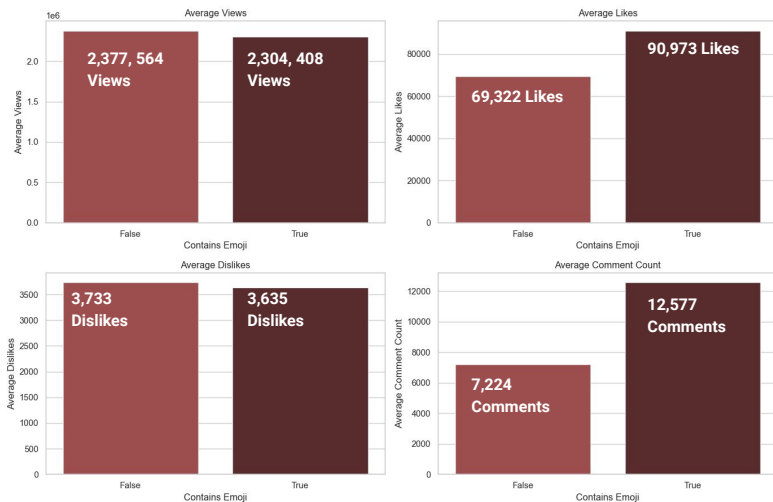 Average Views
1e6
2.0
1.5
1.0
0.5
0.0
Average Views
2,377, 564
Views
2,304, 408
Views
False
True
Contains Emoji
Average Likes
80000
60000
40000
20000
0
Average Likes
69,322 Likes
90,973 Likes
False
True
Contains Emoji
Average Dislikes
3500
3000
2500
2000
1500
1000
500
0
Average Dislikes
3,733
Dislikes
3,635
Dislikes
False
True
Contains Emoji
Average Comment Count
12000
10000
8000
6000
4000
2000
0
Average Comment Count
7,224
Comments
12,577
Comments
False
True
Contains Emoji